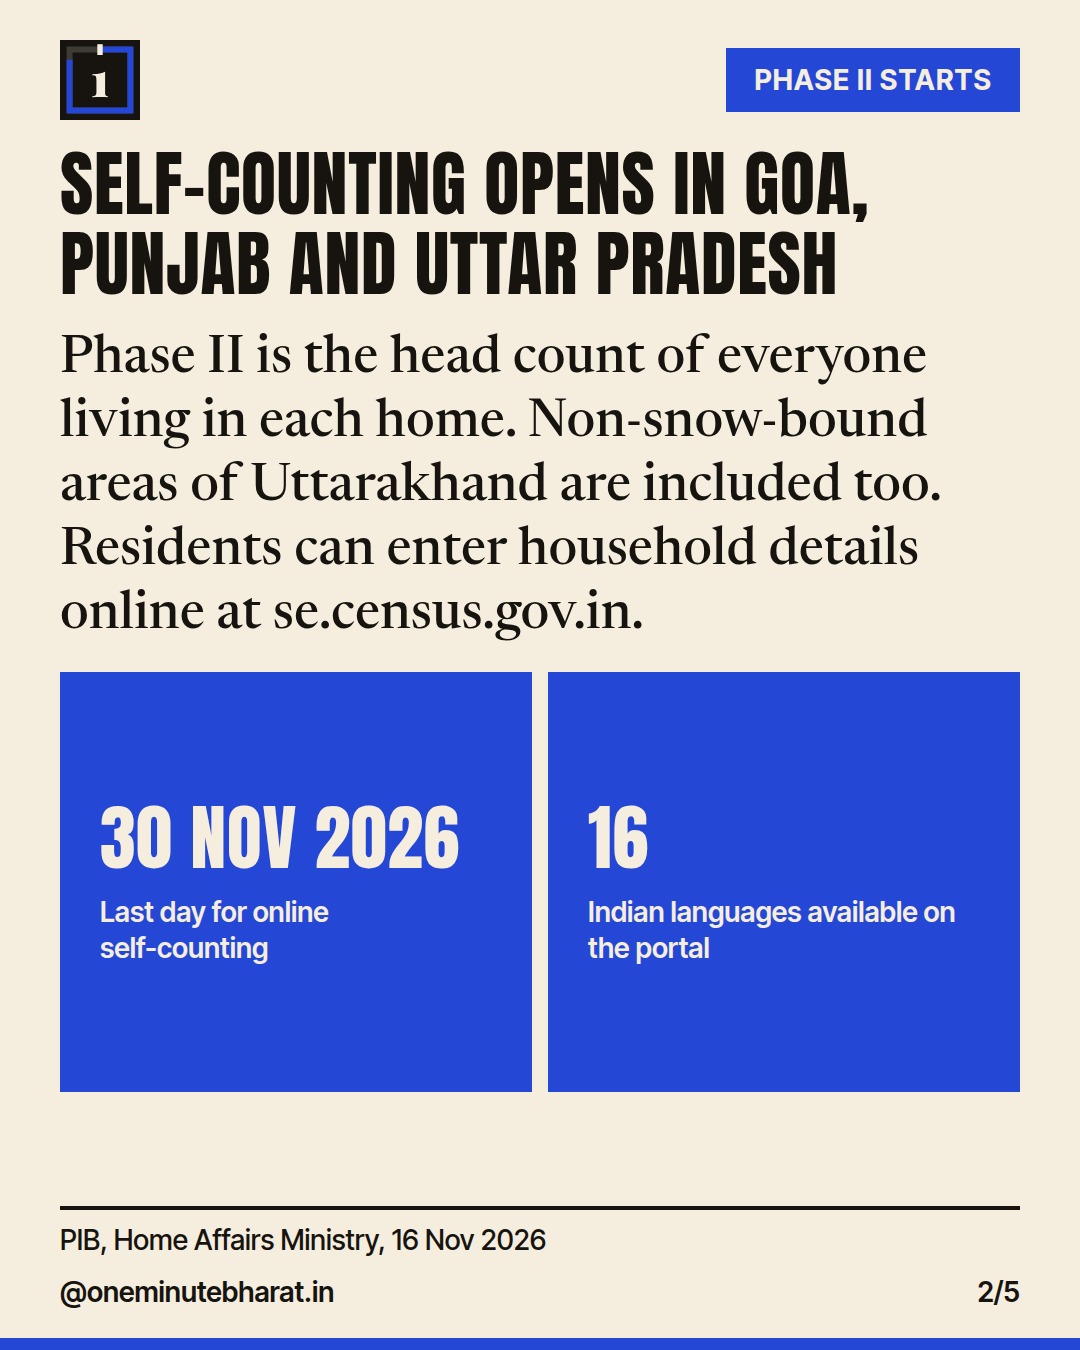 1
PHASE II STARTS
SELF-COUNTING OPENS IN GOA,
PUNJAB AND UTTAR PRADESH
Phase II is the head count of everyone
living in each home. Non-snow-bound
areas of Uttarakhand are included too.
Residents can enter household details
online at se.census.gov.in.
30 NOV 2026
Last day for online
self-counting
16
Indian languages available on
the portal
PIB, Home Affairs Ministry, 16 Nov 2026
@oneminutebharat.in
2/5